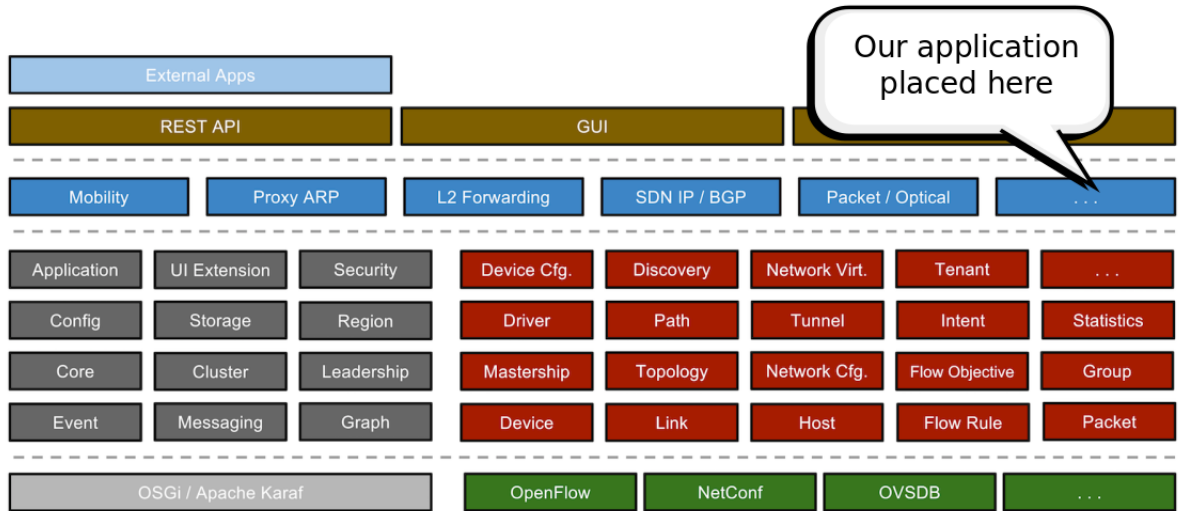 Our application
placed here
External Apps
REST API
GUI
Mobility
Proxy ARP
L2 Forwarding
SDN IP / BGP
Packet / Optical
. . .
Application
UI Extension
Security
Device Cfg.
Discovery
Network Virt.
Tenant
. . .
Config
Storage
Region
Driver
Path
Tunnel
Intent
Statistics
Core
Cluster
Leadership
Mastership
Topology
Network Cfg.
Flow Objective
Group
Event
Messaging
Graph
Device
Link
Host
Flow Rule
Packet
OSGi / Apache Karaf
OpenFlow
NetConf
OVSDB
. . .